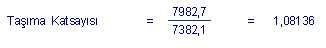 Taşıma Katsayısı = 7982,7 / 7382,1 = 1,08136